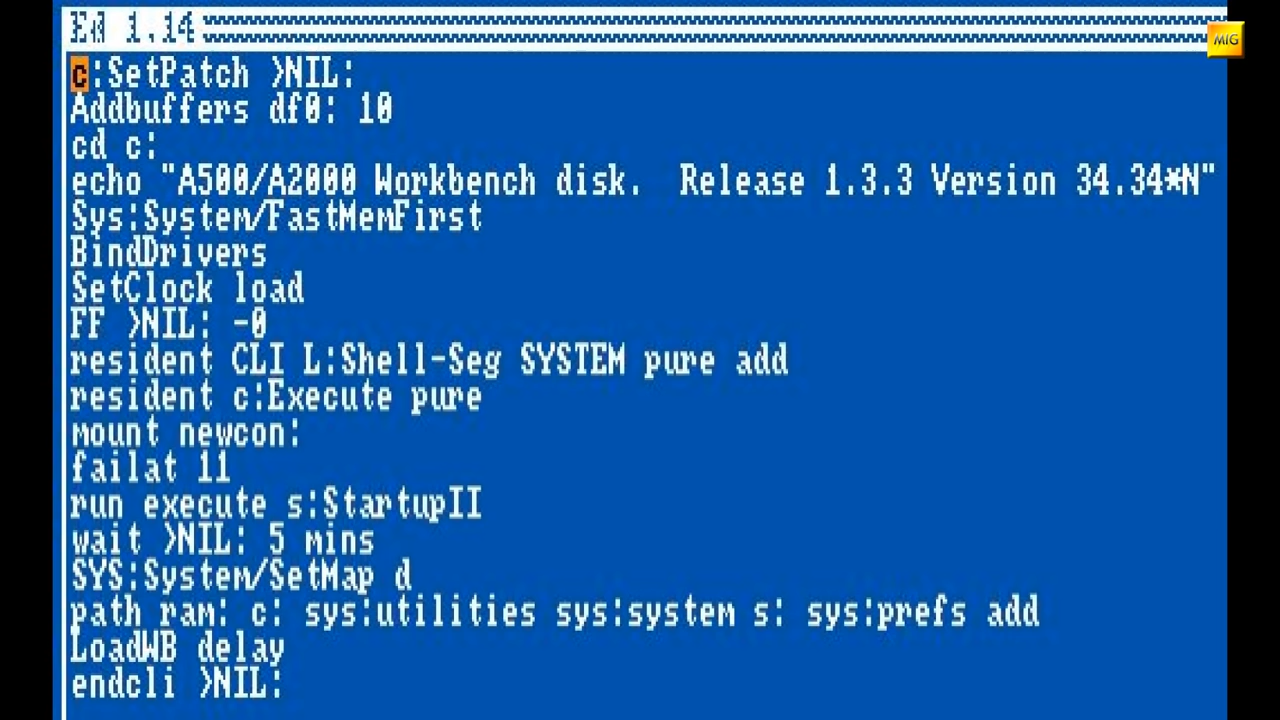 Ed 1.14
MIG
c:SetPatch >NIL:
Addbuffers df0: 10
cd c:
echo "A500/A2000 Workbench disk.  Release 1.3.3 Version 34.34*N"
Sys:System/FastMemFirst
BindDrivers
SetClock load
FF >NIL: -0
resident CLI L:Shell-Seg SYSTEM pure add
resident c:Execute pure
mount newcon:
failat 11
run execute s:StartupII
wait >NIL: 5 mins
SYS:System/SetMap d
path ram: c: sys:utilities sys:system s: sys:prefs add
LoadWB delay
endcli >NIL: